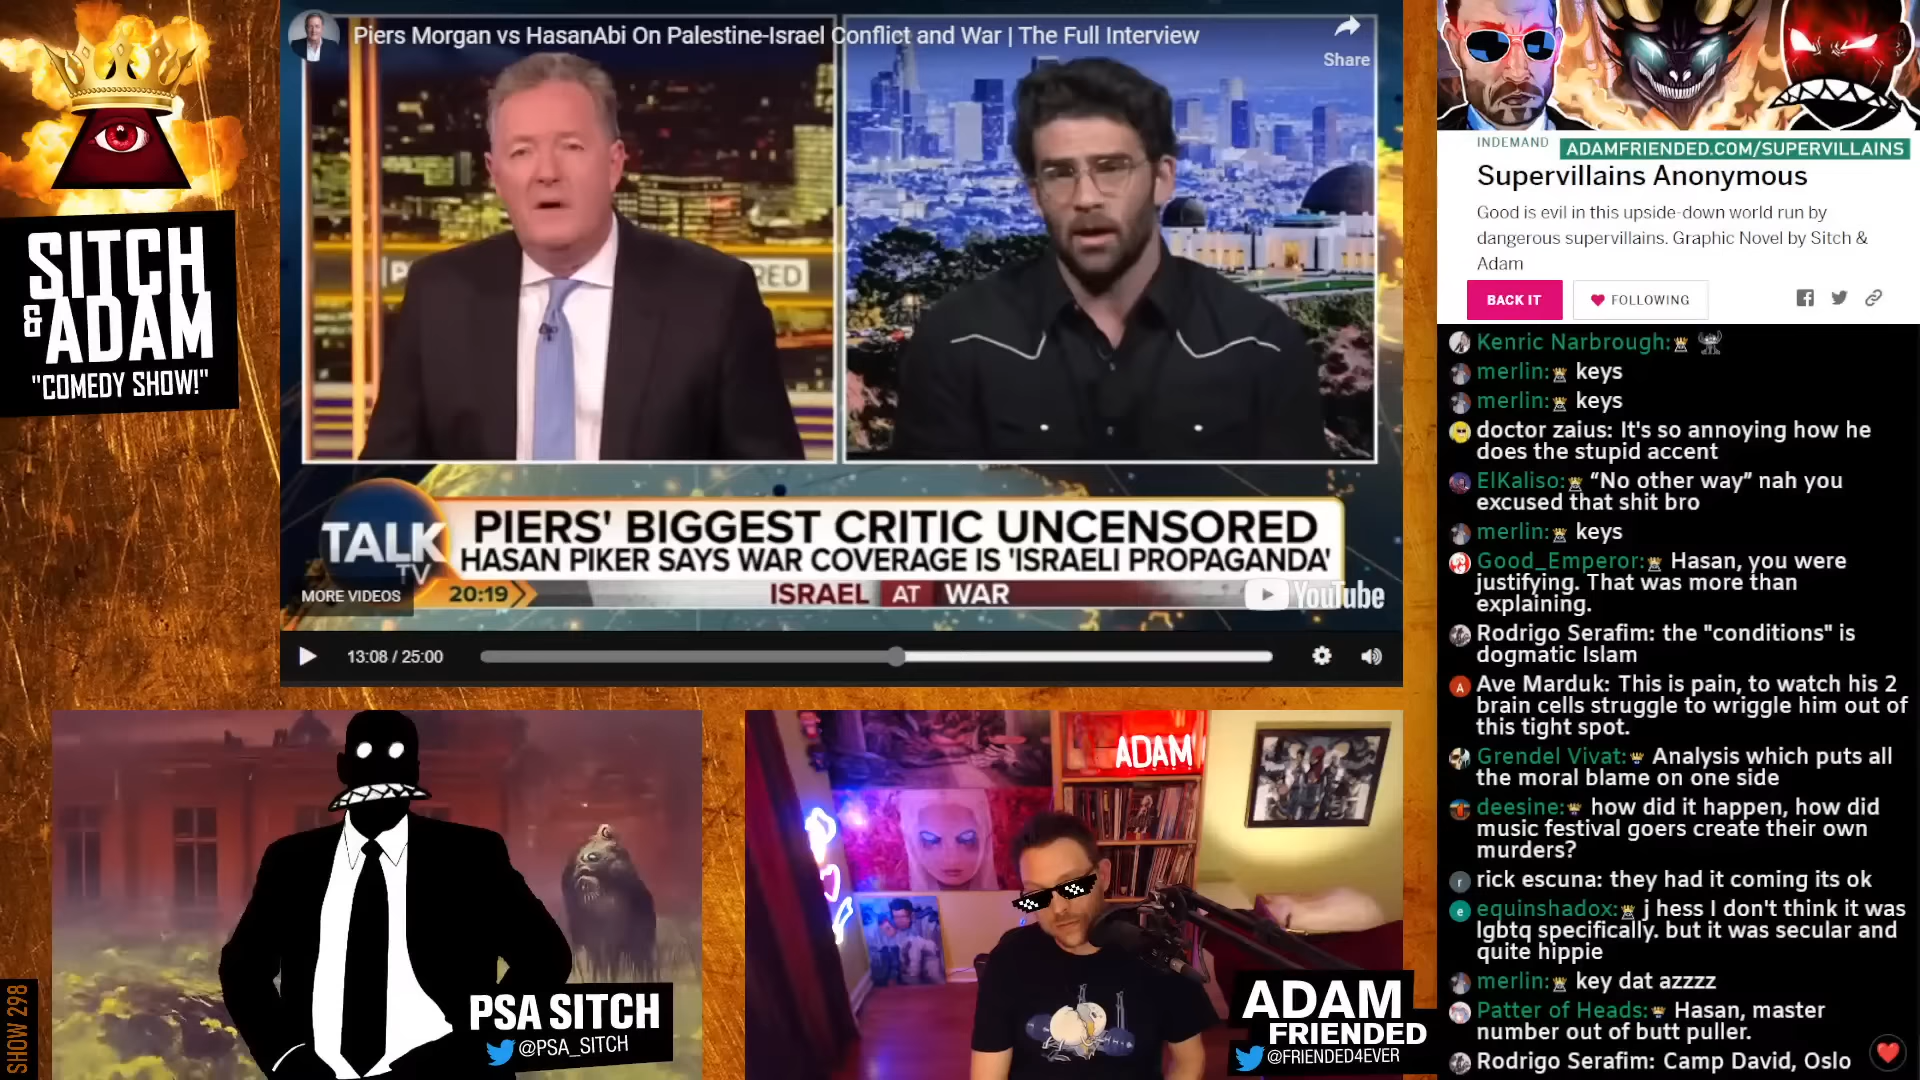 Piers Morgan vs HasanAbi On Palestine-Israel Conflict and War | The Full Interview
Share
SITCH
& ADAM
"COMEDY SHOW!"
RED
TALK
TV
PIERS' BIGGEST CRITIC UNCENSORED
HASAN PIKER SAYS WAR COVERAGE IS 'ISRAELI PROPAGANDA'
MORE VIDEOS
20:19
ISRAEL AT WAR
YouTube
13:08 / 25:00
INDEMAND
ADAMFRIENDED.COM/SUPERVILLAINS
Supervillains Anonymous
Good is evil in this upside-down world run by
dangerous supervillains. Graphic Novel by Sitch &
Adam
BACK IT
FOLLOWING
Kenric Narbrough:
merlin: keys
merlin: keys
doctor zaius: It's so annoying how he
does the stupid accent
ElKaliso: “No other way” nah you
excused that shit bro
merlin: keys
Good_Emperor: Hasan, you were
justifying. That was more than
explaining.
Rodrigo Serafim: the "conditions" is
dogmatic Islam
A
Ave Marduk: This is pain, to watch his 2
brain cells struggle to wriggle him out of
this tight spot.
Grendel Vivat: Analysis which puts all
the moral blame on one side
deesine: how did it happen, how did
music festival goers create their own
murders?
r
rick escuna: they had it coming its ok
e
equinshadox: j hess I don't think it was
lgbtq specifically. but it was secular and
quite hippie
merlin: key dat azzzz
Patter of Heads: Hasan, master
number out of butt puller.
Rodrigo Serafim: Camp David, Oslo
ADAM
PSA SITCH
@PSA_SITCH
ADAM
FRIENDED
@FRIENDED4EVER
SHOW 298